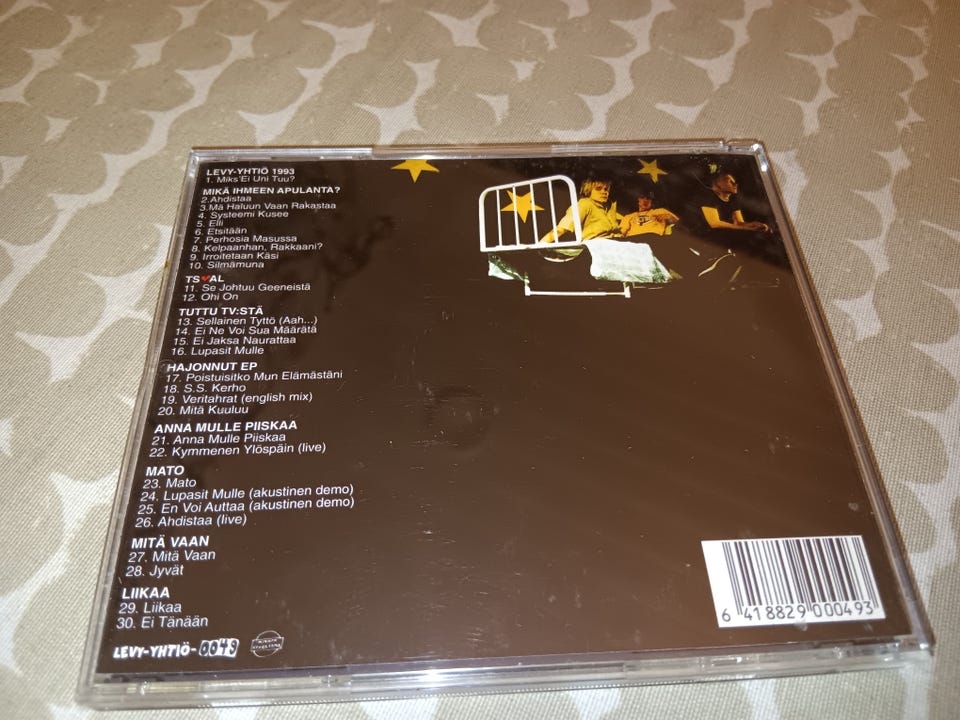 LEVY-YHTIÖ 1993
1. Miks'Ei Uni Tuu?
MIKÄ IHMEEN APULANTA?
2.Ahdistaa
3.Mä Haluun Vaan Rakastaa
4. Systeemi Kusee
5. Elli
6. Etsitään
7. Perhosia Masussa
8. Kelpaanhan, Rakkaani?
9. Irroitetaan Käsi
10. Silmämuna
TS♥AL
11. Se Johtuu Geeneistä
12. Ohi On
TUTTU TV:STÄ
13. Sellainen Tyttö (Aah...)
14. Ei Ne Voi Sua Määrätä
15. Ei Jaksa Naurattaa
16. Lupasit Mulle
HAJONNUT EP
17. Poistuisitko Mun Elämästäni
18. S.S. Kerho
19. Veritahrat (english mix)
20. Mitä Kuuluu
ANNA MULLE PIISKAA
21. Anna Mulle Piiskaa
22. Kymmenen Ylöspäin (live)
MATO
23. Mato
24. Lupasit Mulle (akustinen demo)
25. En Voi Auttaa (akustinen demo)
26. Ahdistaa (live)
MITÄ VAAN
27. Mitä Vaan
28. Jyvät
LIIKAA
29. Liikaa
30. Ei Tänään
LEVY-YHTIÖ-0049
6 418829 000493